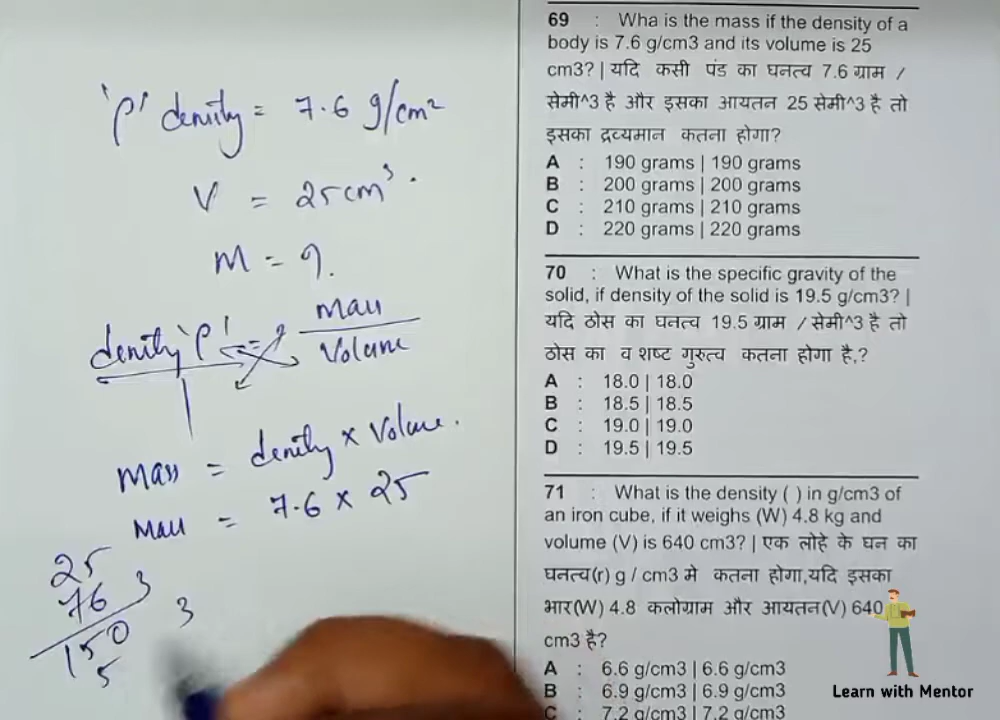 'ρ' density = 7.6 g/cm²
V = 25cm³.
M = ?.
density 'ρ' = mass
Volume
mass = density × Volume.
mass = 7.6 × 25
25
76 3
150 3
5
69 : Wha is the mass if the density of a
body is 7.6 g/cm3 and its volume is 25
cm3? | यदि कसी पंड का घनत्व 7.6 ग्राम /
सेमी^3 है और इसका आयतन 25 सेमी^3 है तो
इसका द्रव्यमान कतना होगा?
A : 190 grams | 190 grams
B : 200 grams | 200 grams
C : 210 grams | 210 grams
D : 220 grams | 220 grams
70 : What is the specific gravity of the
solid, if density of the solid is 19.5 g/cm3? |
यदि ठोस का घनत्व 19.5 ग्राम / सेमी^3 है तो
ठोस का व शष्ट गुरुत्व कतना होगा है,?
A : 18.0 | 18.0
B : 18.5 | 18.5
C : 19.0 | 19.0
D : 19.5 | 19.5
71 : What is the density ( ) in g/cm3 of
an iron cube, if it weighs (W) 4.8 kg and
volume (V) is 640 cm3? | एक लोहे के घन का
घनत्व(r) g / cm3 मे कतना होगा,यदि इसका
भार(W) 4.8 कलोग्राम और आयतन(V) 640
cm3 है?
A : 6.6 g/cm3 | 6.6 g/cm3
B : 6.9 g/cm3 | 6.9 g/cm3
C : 7.2 g/cm3 | 7.2 g/cm3
Learn with Mentor